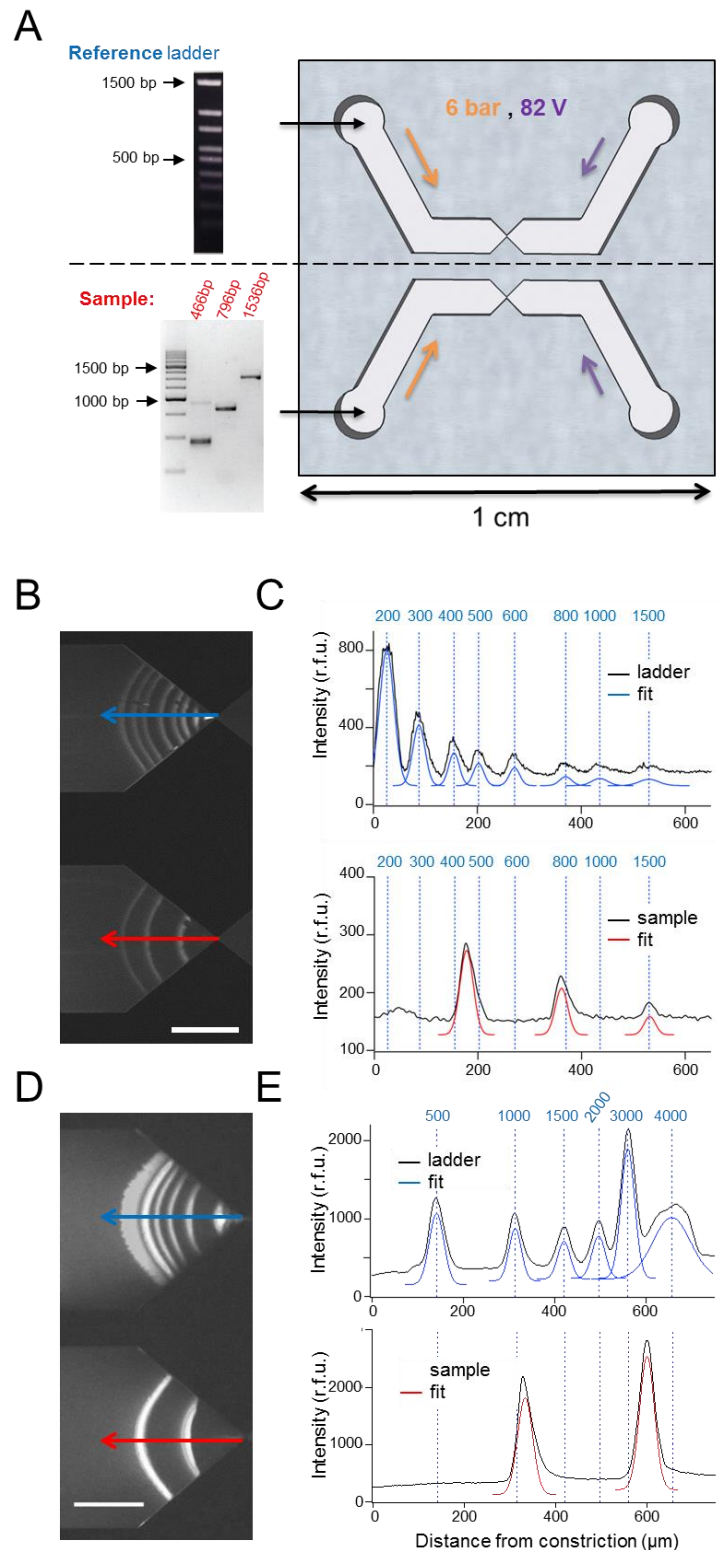 A
Reference ladder
1500 bp
500 bp
6 bar , 82 V
Sample:
466bp
796bp
1536bp
1500 bp
1000 bp
1 cm
B
C
200 300 400 500 600 800 1000 1500
800
400
0
Intensity (r.f.u.)
ladder
fit
0 200 400 600
200 300 400 500 600 800 1000 1500
400
300
200
100
Intensity (r.f.u.)
sample
fit
0 200 400 600
D
E
500 1000 1500 2000 3000 4000
2000
1000
0
Intensity (r.f.u.)
ladder
fit
0 200 400 600
2000
1000
0
Intensity (r.f.u.)
sample
fit
0 200 400 600
Distance from constriction (µm)